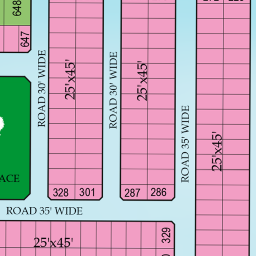 648
647
ROAD 30' WIDE
25'x45'
ROAD 30' WIDE
25'x45'
ROAD 35' WIDE
25'x45'
ACE
328
301
287
286
ROAD 35' WIDE
329
25'x45'